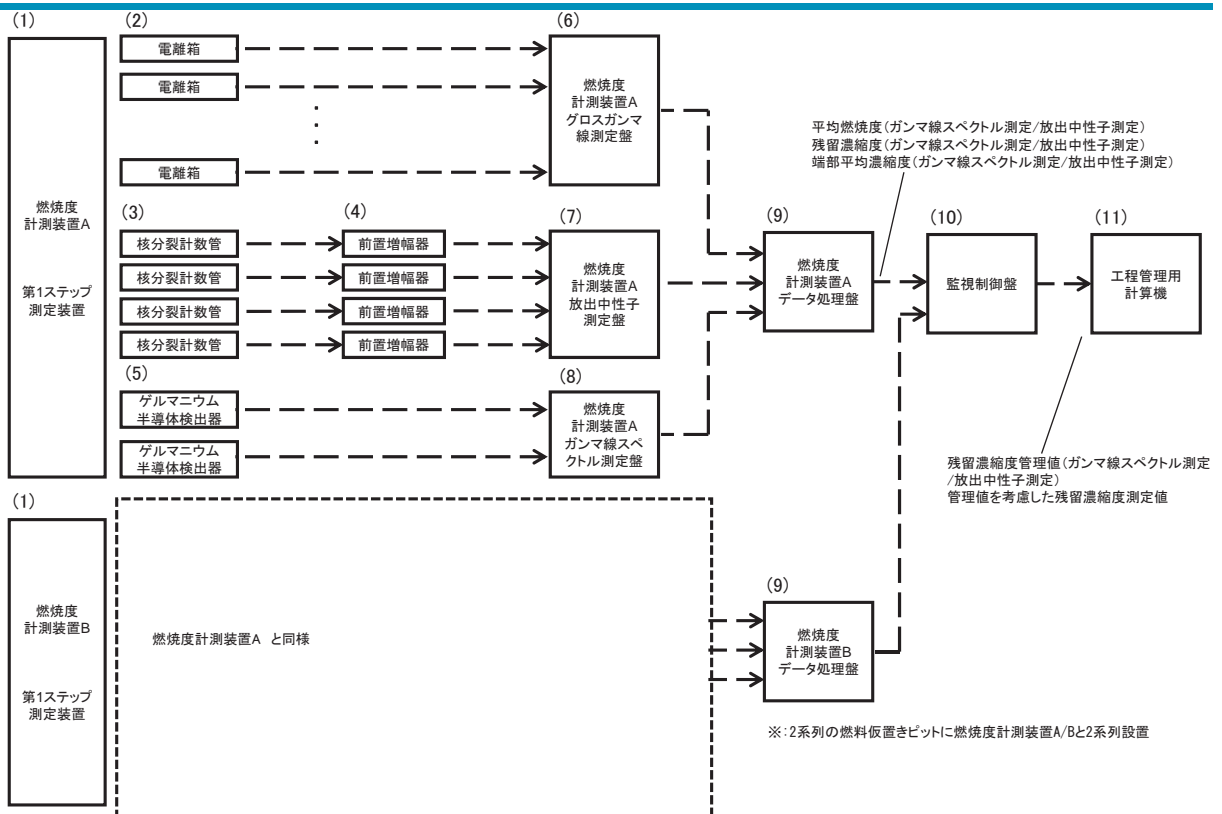 (1)
(2)
(6)
電離箱
電離箱
・
・
・
電離箱
燃焼度
計測装置A
グロスガンマ
線測定盤
燃焼度
計測装置A
第1ステップ
測定装置
(3)
(4)
(7)
核分裂計数管
前置増幅器
核分裂計数管
前置増幅器
核分裂計数管
前置増幅器
核分裂計数管
前置増幅器
燃焼度
計測装置A
放出中性子
測定盤
(5)
(8)
ゲルマニウム
半導体検出器
ゲルマニウム
半導体検出器
燃焼度
計測装置A
ガンマ線スペ
クトル測定盤
平均燃焼度(ガンマ線スペクトル測定/放出中性子測定)
残留濃縮度(ガンマ線スペクトル測定/放出中性子測定)
端部平均濃縮度(ガンマ線スペクトル測定/放出中性子測定)
(9)
(10)
(11)
燃焼度
計測装置A
データ処理盤
監視制御盤
工程管理用
計算機
残留濃縮度管理値(ガンマ線スペクトル測定
/放出中性子測定)
管理値を考慮した残留濃縮度測定値
(1)
燃焼度
計測装置B
第1ステップ
測定装置
燃焼度計測装置A と同様
(9)
燃焼度
計測装置B
データ処理盤
※:2系列の燃料仮置きピットに燃焼度計測装置A/Bと2系列設置